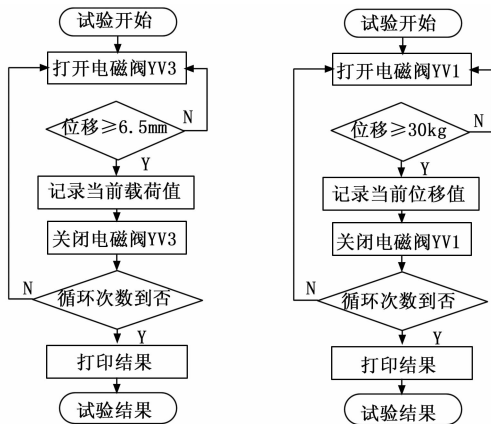 试验开始
打开电磁阀YV3
位移≥6.5mm
N
Y
记录当前载荷值
关闭电磁阀YV3
循环次数到否
N
Y
打印结果
试验结果
试验开始
打开电磁阀YV1
位移≥30kg
N
Y
记录当前位移值
关闭电磁阀YV1
循环次数到否
N
Y
打印结果
试验结果